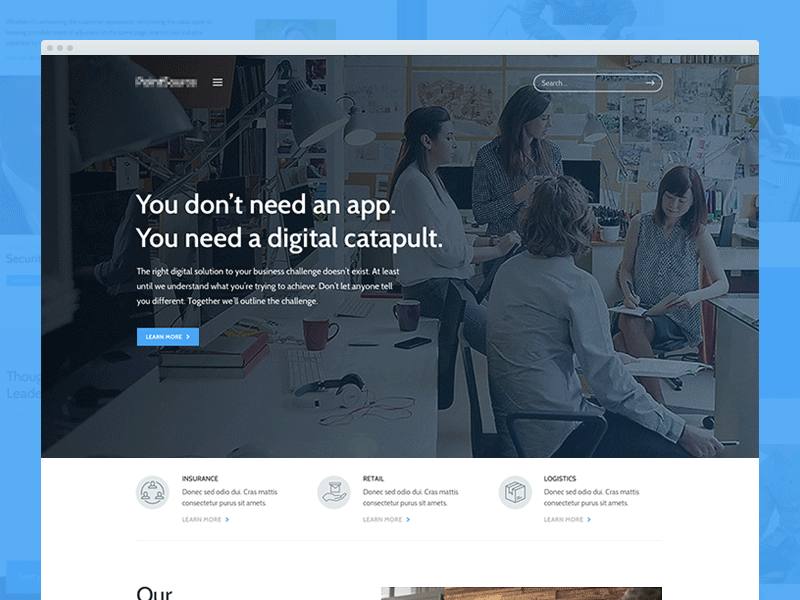 Search...
You don't need an app.
You need a digital catapult.
The right digital solution to your business challenge doesn't exist. At least
until we understand what you're trying to achieve. Don't let anyone tell
you different. Together we'll outline the challenge.
LEARN MORE
INSURANCE
Donec sed odio dui. Cras mattis
consectetur purus sit amets.
LEARN MORE
RETAIL
Donec sed odio dui. Cras mattis
consectetur purus sit amets.
LEARN MORE
LOGISTICS
Donec sed odio dui. Cras mattis
consectetur purus sit amets.
LEARN MORE
Our